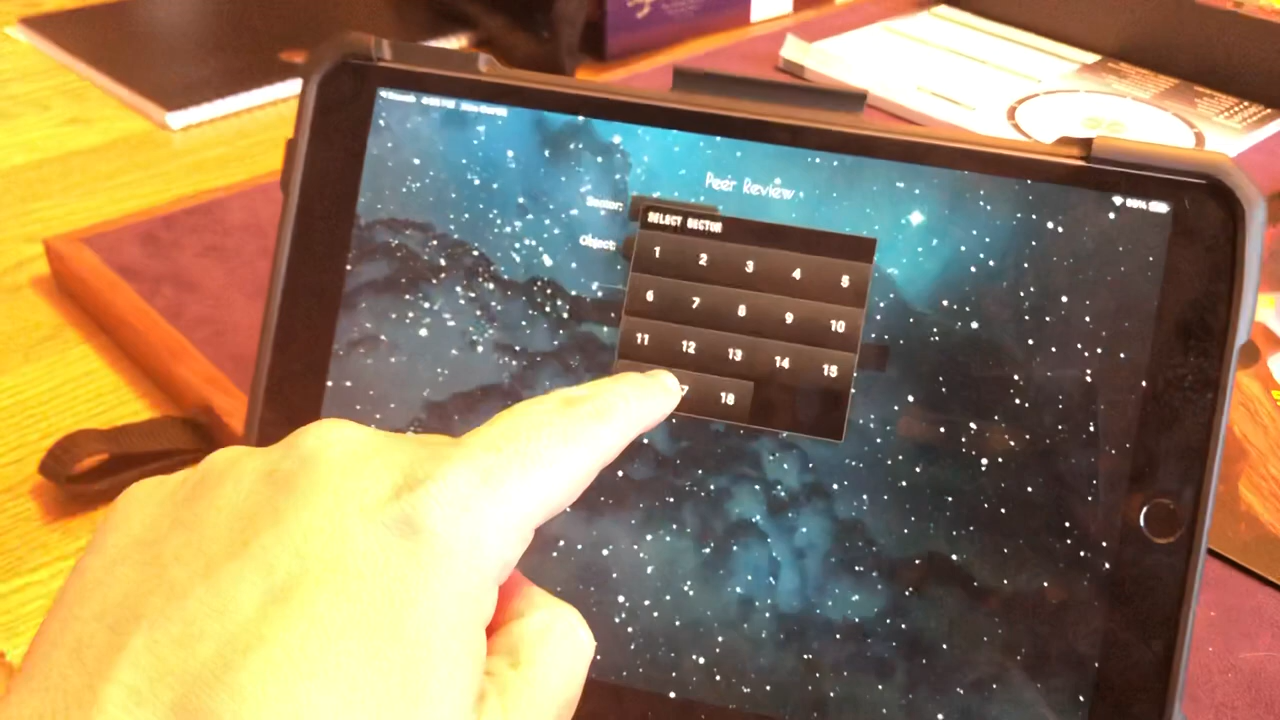 Peer Review
Sector:
SELECT SECTOR
Object:
1 2 3 4 5
6 7 8 9 10
11 12 13 14 15
7 18